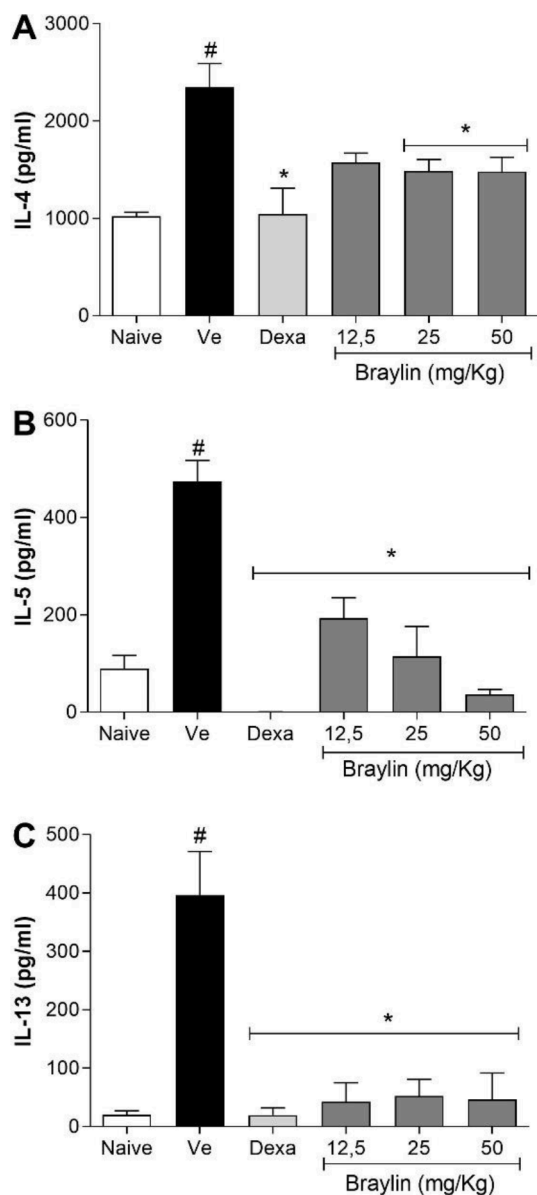 A
IL-4 (pg/ml)
3000
2000
1000
0
#
*
*
Naive Ve Dexa 12,5 25 50
Braylin (mg/Kg)
B
IL-5 (pg/ml)
600
400
200
0
#
*
Naive Ve Dexa 12,5 25 50
Braylin (mg/Kg)
C
IL-13 (pg/ml)
500
400
300
200
100
0
#
*
Naive Ve Dexa 12,5 25 50
Braylin (mg/Kg)